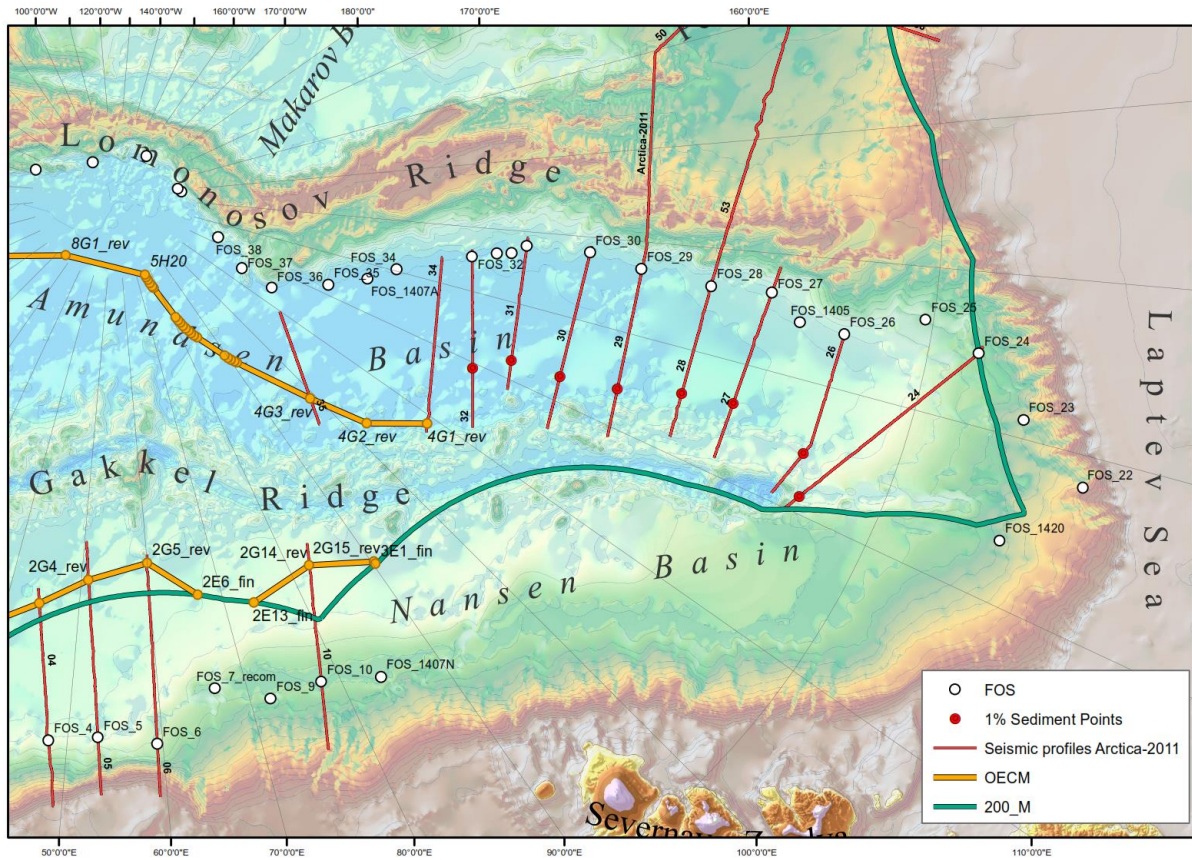 100°0'0"W
120°0'0"W
140°0'0"W
160°0'0"W
170°0'0"W
180°0'0"
170°0'0"E
160°0'0"E
50
Makarov B
Lomonosov Ridge
Arctica-2011
53
8G1_rev
5H20
FOS_38
FOS_37
FOS_36
FOS_35
FOS_34
FOS_1407A
34
FOS_32
31
FOS_30
FOS_29
FOS_28
FOS_27
FOS_1405
FOS_26
FOS_25
FOS_24
FOS_23
FOS_22
FOS_1420
Amundsen Basin
30
29
28
27
26
24
32
4G3_rev
4G2_rev
4G1_rev
Gakkel Ridge
Laptev Sea
2G4_rev
2G5_rev
2E6_fin
2G14_rev
2G15_rev
3E1_fin
2E13_fin
Nansen Basin
04
05
06
10
FOS_4
FOS_5
FOS_6
FOS_7_recom
FOS_9
FOS_10
FOS_1407N
FOS
1% Sediment Points
Seismic profiles Arctica-2011
OECM
200_M
50°0'0"E
60°0'0"E
70°0'0"E
80°0'0"E
90°0'0"E
100°0'0"E
110°0'0"E